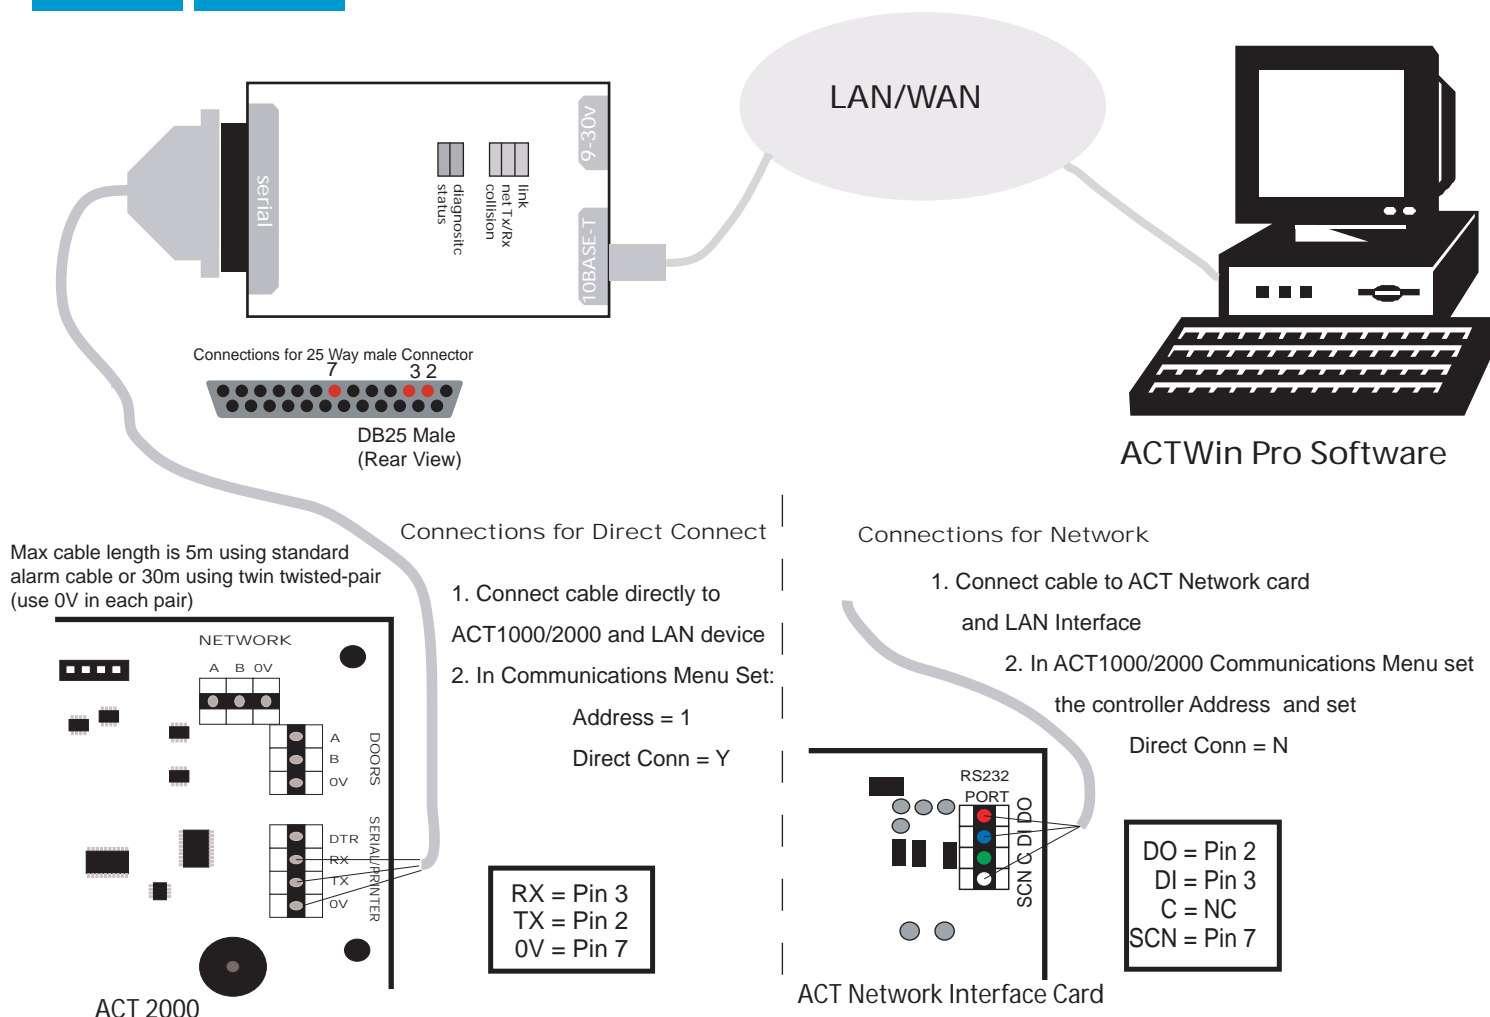 LAN/WAN
serial
9-30v
10BASE-T
link
net Tx/Rx
collision
diagnositc
status
Connections for 25 Way male Connector
7 3 2
DB25 Male
(Rear View)
ACTWin Pro Software
Max cable length is 5m using standard
alarm cable or 30m using twin twisted-pair
(use 0V in each pair)
Connections for Direct Connect
1. Connect cable directly to
ACT1000/2000 and LAN device
2. In Communications Menu Set:
Address = 1
Direct Conn = Y
Connections for Network
1. Connect cable to ACT Network card
and LAN Interface
2. In ACT1000/2000 Communications Menu set
the controller Address and set
Direct Conn = N
NETWORK
A B 0V
A
B
0V
DOORS
DTR
RX
TX
0V
SERIAL/PRINTER
ACT 2000
RX = Pin 3
TX = Pin 2
0V = Pin 7
RS232
PORT
SCN C DI DO
ACT Network Interface Card
DO = Pin 2
DI = Pin 3
C = NC
SCN = Pin 7